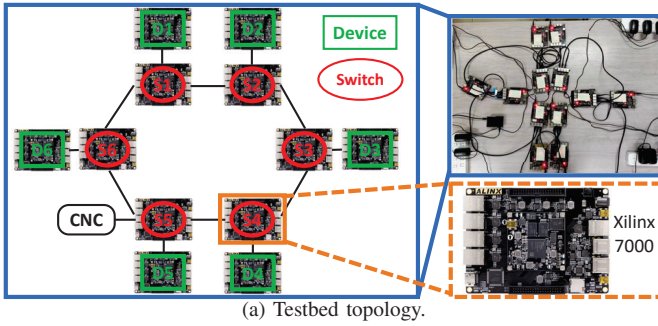 D1
D2
Device
S1
S2
Switch
D6
S6
S3
D3
CNC
S5
S4
D5
D4
ALINX
Xilinx
7000
(a) Testbed topology.